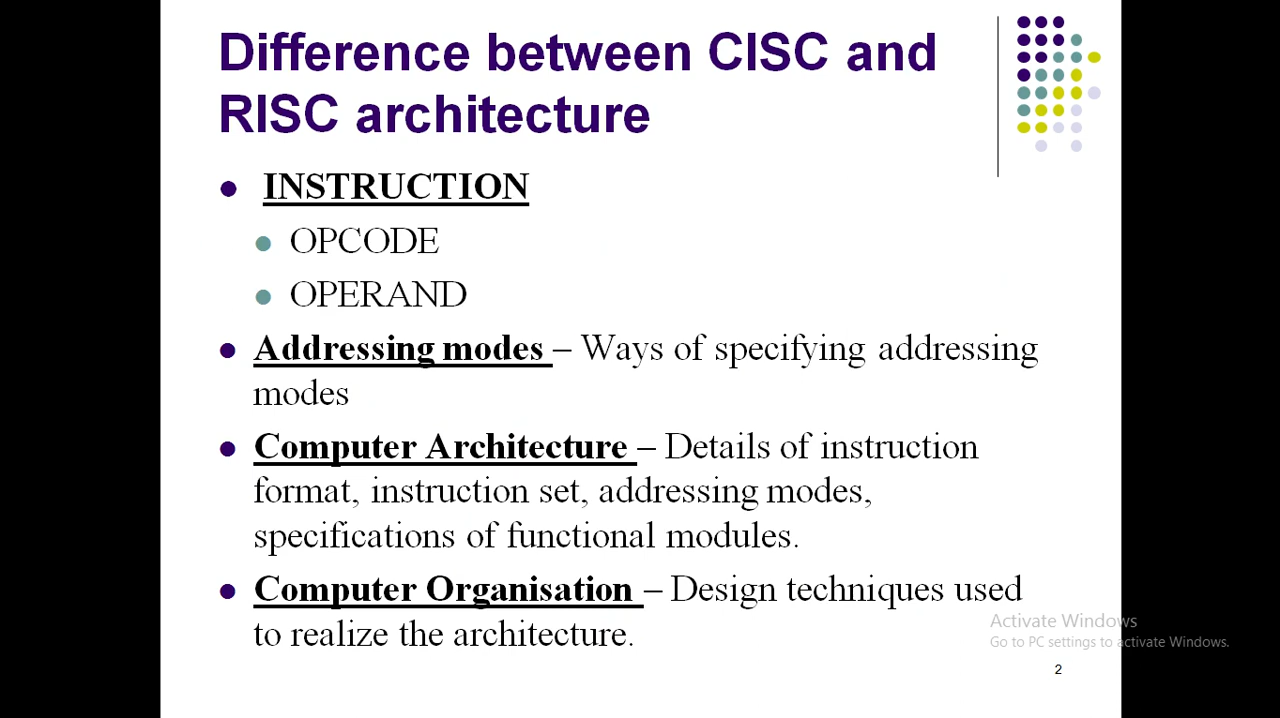 Difference between CISC and
RISC architecture
INSTRUCTION
OPCODE
OPERAND
Addressing modes – Ways of specifying addressing
modes
Computer Architecture – Details of instruction
format, instruction set, addressing modes,
specifications of functional modules.
Computer Organisation – Design techniques used
to realize the architecture.
Activate Windows
Go to PC settings to activate Windows.
2